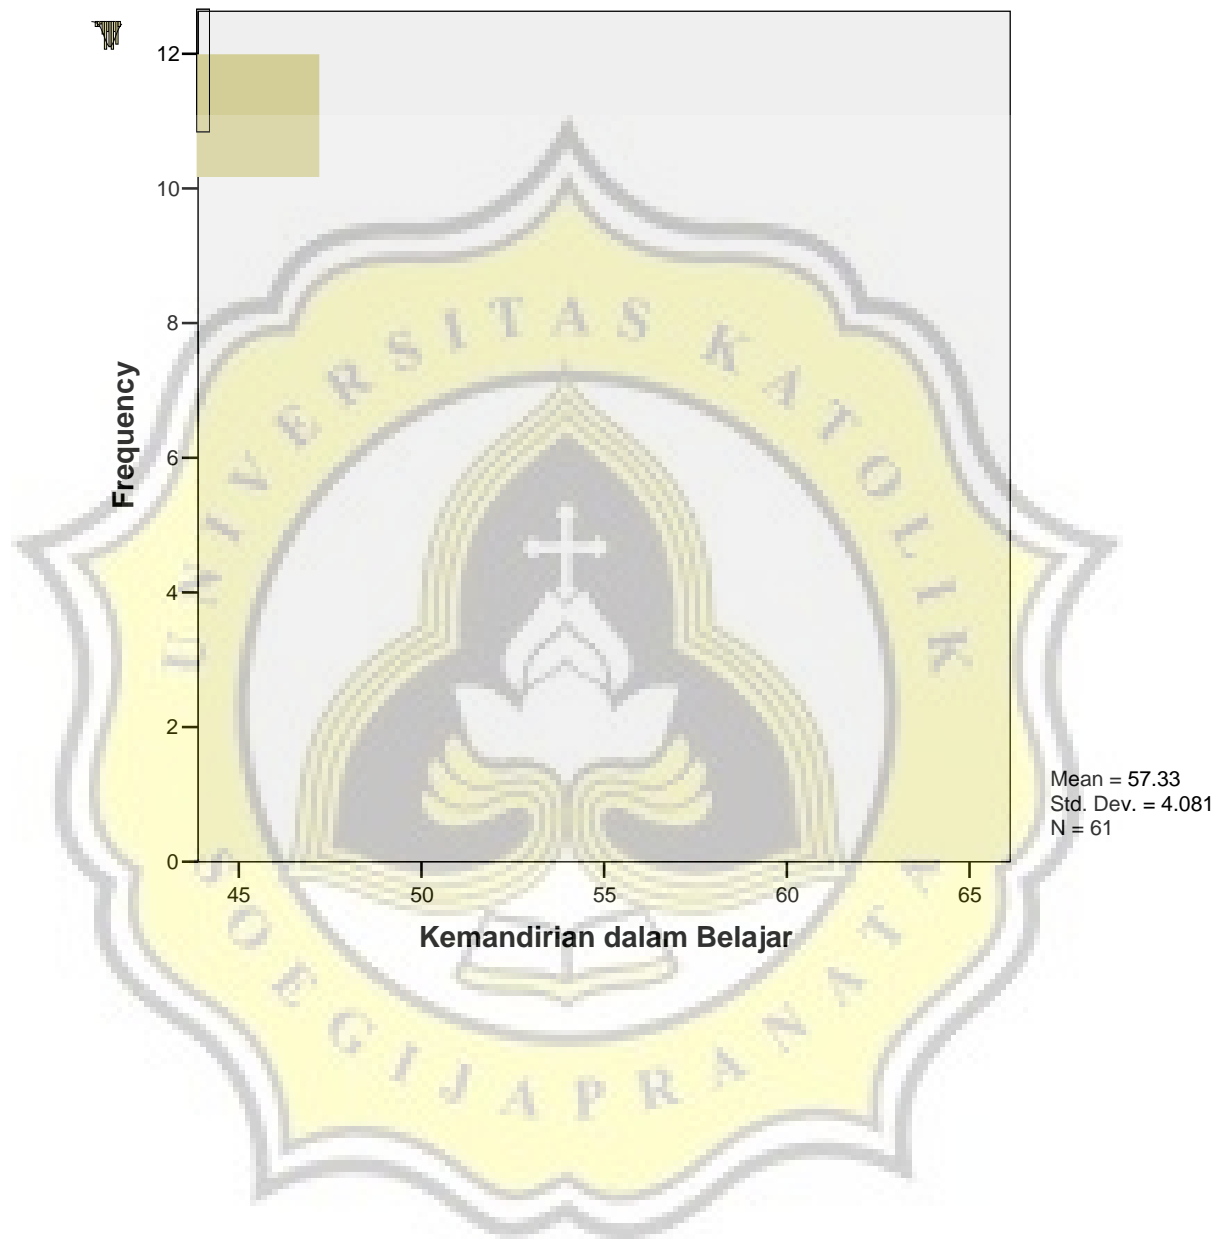 12
10
8
6
4
2
0
Frequency
45 50 55 60 65
Kemandirian dalam Belajar
Mean = 57.33
Std. Dev. = 4.081
N = 61
UNIVERSITAS KATOLIK
SOEGIJAPRANATA